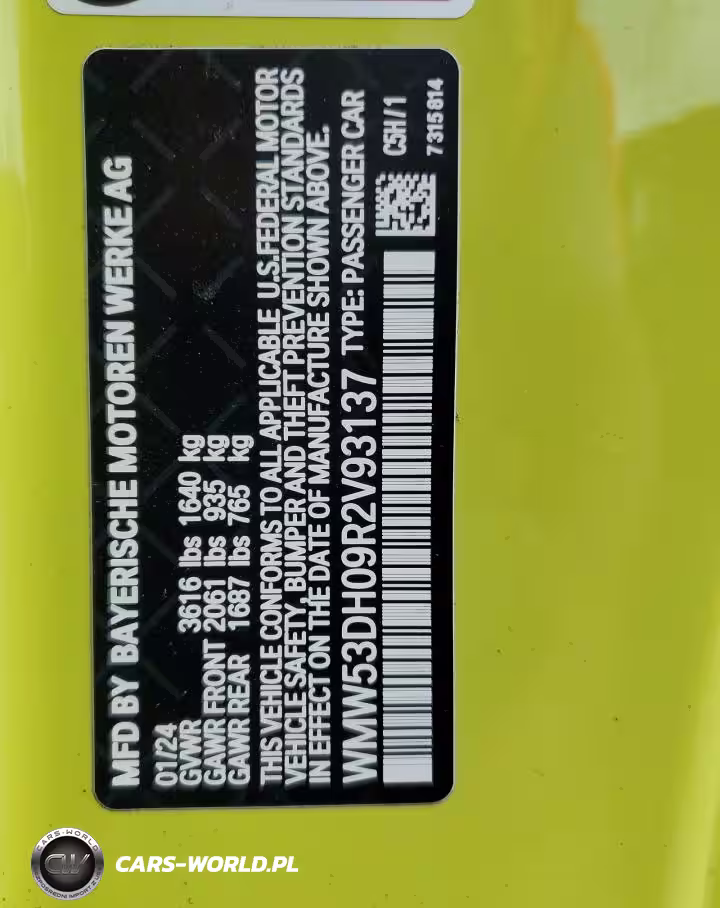 MFD BY BAYERISCHE MOTOREN WERKE AG
01/24
GVWR 3616 lbs 1640 kg
GAWR FRONT 2061 lbs 935 kg
GAWR REAR 1687 lbs 765 kg
THIS VEHICLE CONFORMS TO ALL APPLICABLE U.S.FEDERAL MOTOR
VEHICLE SAFETY, BUMPER AND THEFT PREVENTION STANDARDS
IN EFFECT ON THE DATE OF MANUFACTURE SHOWN ABOVE.
WMW53DH09R2V93137 TYPE: PASSENGER CAR
C5H/1
7315814
CARS-WORLD
CW
CARS-WORLD.PL